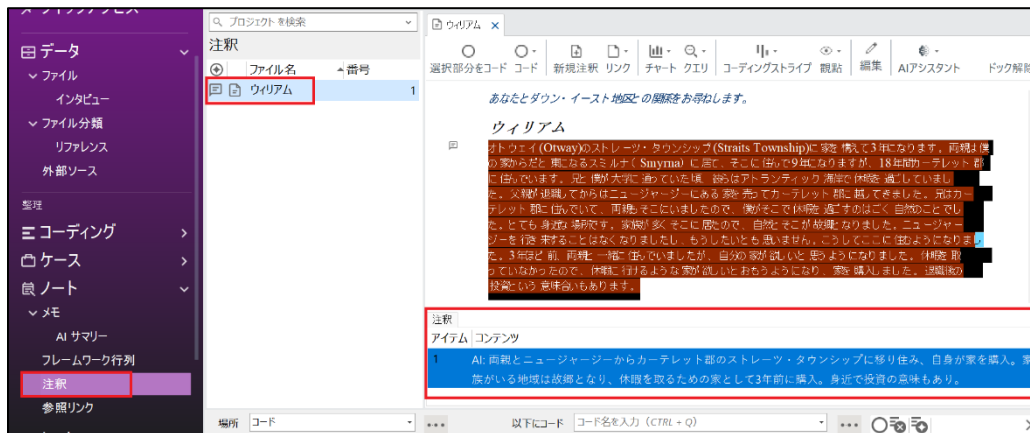 クイックアクセス
データ
ファイル
インタビュー
ファイル分類
リファレンス
外部ソース
整理
コーディング
ケース
ノート
メモ
AI サマリー
フレームワーク行列
注釈
参照リンク
プロジェクトを検索
注釈
ファイル名 番号
ウィリアム 1
場所 コード
ウィリアム
選択部分をコード コード 新規注釈 リンク チャート クエリ コーディングストライプ 観點 編集 AIアシスタント ドック解除
あなたとダウン・イースト地区との関係をお尋ねします。
ウィリアム
オトウェイ(Otway)のストレーツ・タウンシップ(Straits Township)に家を構えて3年になります。両親は僕
の家からだと東になるスミルナ( Smyrna) に居て、そこに住んで9年になりますが、18年間カーテレット郡
に住んでいます。兄と僕が大学に通っていた頃、彼らはアトランティック海岸で休暇を過ごしていまし
た。父親が退職してからはニュージャージーにある家を売ってカーテレット郡に越してきました。兄はカー
テレット郡に住んでいて、両親もそこにいましたので、僕がそこで休暇を過ごすのはごく自然のことでし
た。とても身近な場所です。家族が多くそこに居たので、自然とそこが故郷になりました。ニュージャー
ジーを行き来することはなくなりましたし、もうしたいとも思いません。こうしてここに住むようになりまし
た。3年ほど前、両親と一緒に住んでいましたが、自分の家が欲しいと思うようになりました。休暇を取
っていなかったので、休暇に行けるような家が欲しいとおもうようになり、家を購入しました。退職後の
投資という意味合いもあります。
注釈
アイテム コンテンツ
1 AI: 両親とニュージャージーからカーテレット郡のストレーツ・タウンシップに移り住み、自身が家を購入。家
族がいる地域は故郷となり、休暇を取るための家として3年前に購入。身近で投資の意味もあり。
以下にコード コード名を入力 (CTRL + Q)